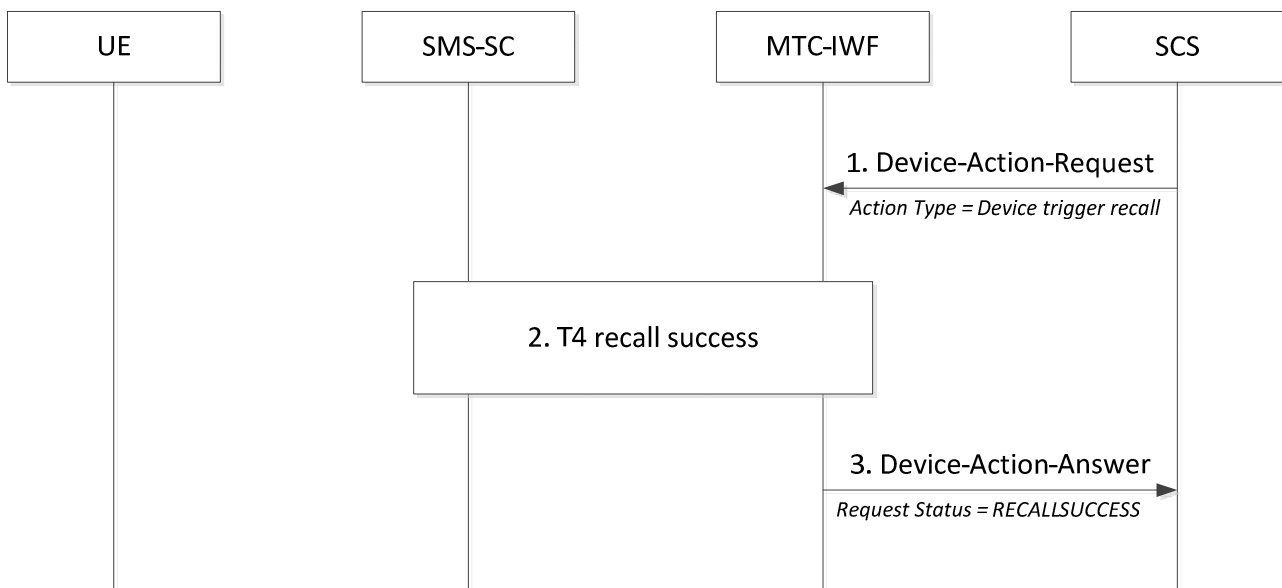 UE
SMS-SC
MTC-IWF
SCS
1. Device-Action-Request
Action Type = Device trigger recall
2. T4 recall success
3. Device-Action-Answer
Request Status = RECALLSUCCESS